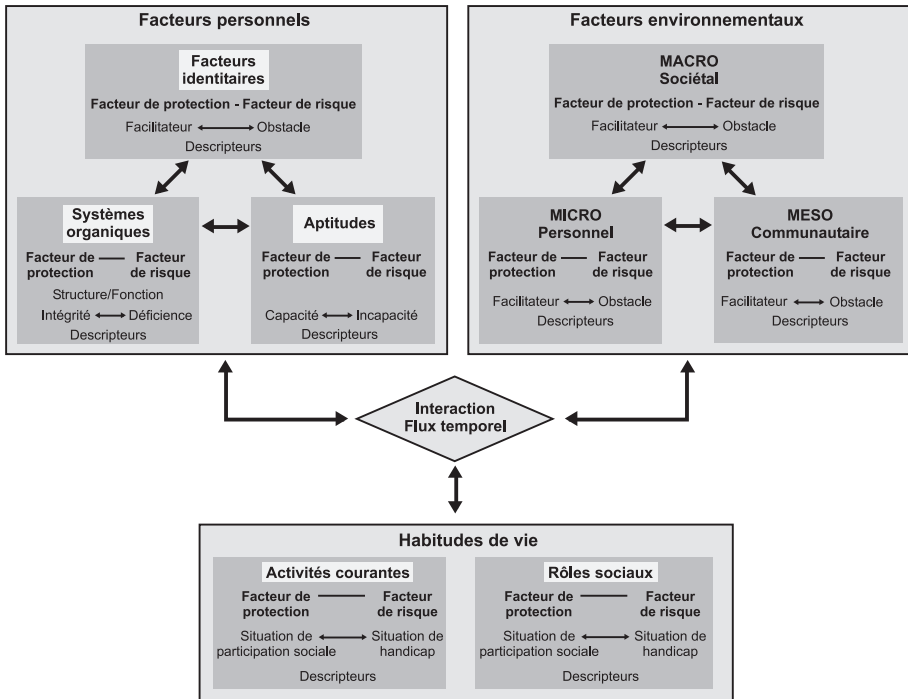 Facteurs personnels
Facteurs
identitaires
Facteur de protection - Facteur de risque
Facilitateur Obstacle
Descripteurs
Systèmes
organiques
Facteur de Facteur
protection de risque
Structure/Fonction
Intégrité Déficience
Descripteurs
Aptitudes
Facteur de Facteur
protection de risque
Capacité Incapacité
Descripteurs
Facteurs environnementaux
MACRO
Sociétal
Facteur de protection - Facteur de risque
Facilitateur Obstacle
Descripteurs
MICRO
Personnel
Facteur de Facteur
protection de risque
Facilitateur Obstacle
Descripteurs
MESO
Communautaire
Facteur de Facteur
protection de risque
Facilitateur Obstacle
Descripteurs
Interaction
Flux temporel
Habitudes de vie
Activités courantes
Facteur de Facteur
protection de risque
Situation de Situation de
participation sociale handicap
Descripteurs
Rôles sociaux
Facteur de Facteur
protection de risque
Situation de Situation de
participation sociale handicap
Descripteurs